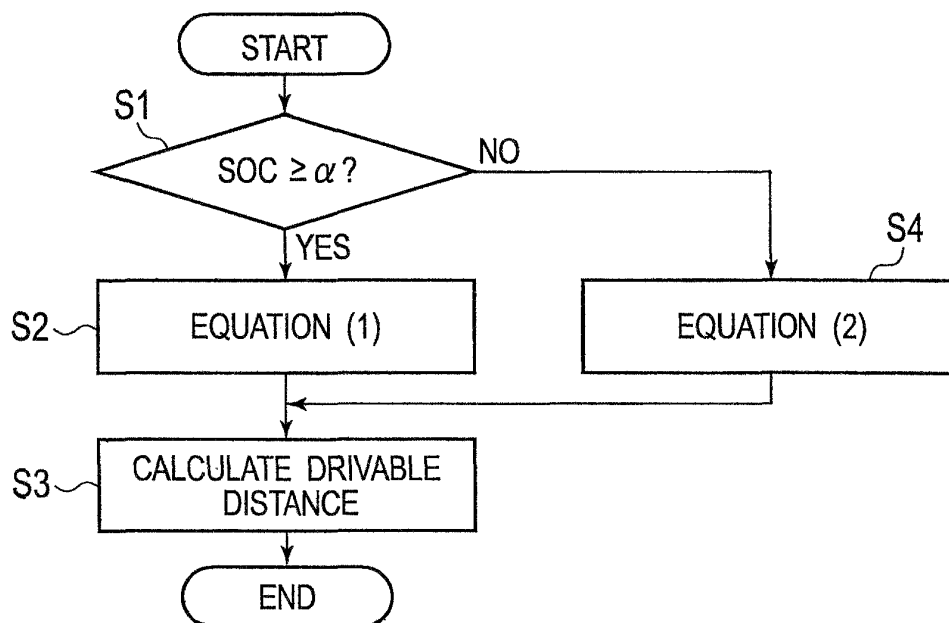 START
S1
SOC ≥ α?
NO
YES
S4
S2
EQUATION (1)
EQUATION (2)
S3
CALCULATE DRIVABLE
DISTANCE
END